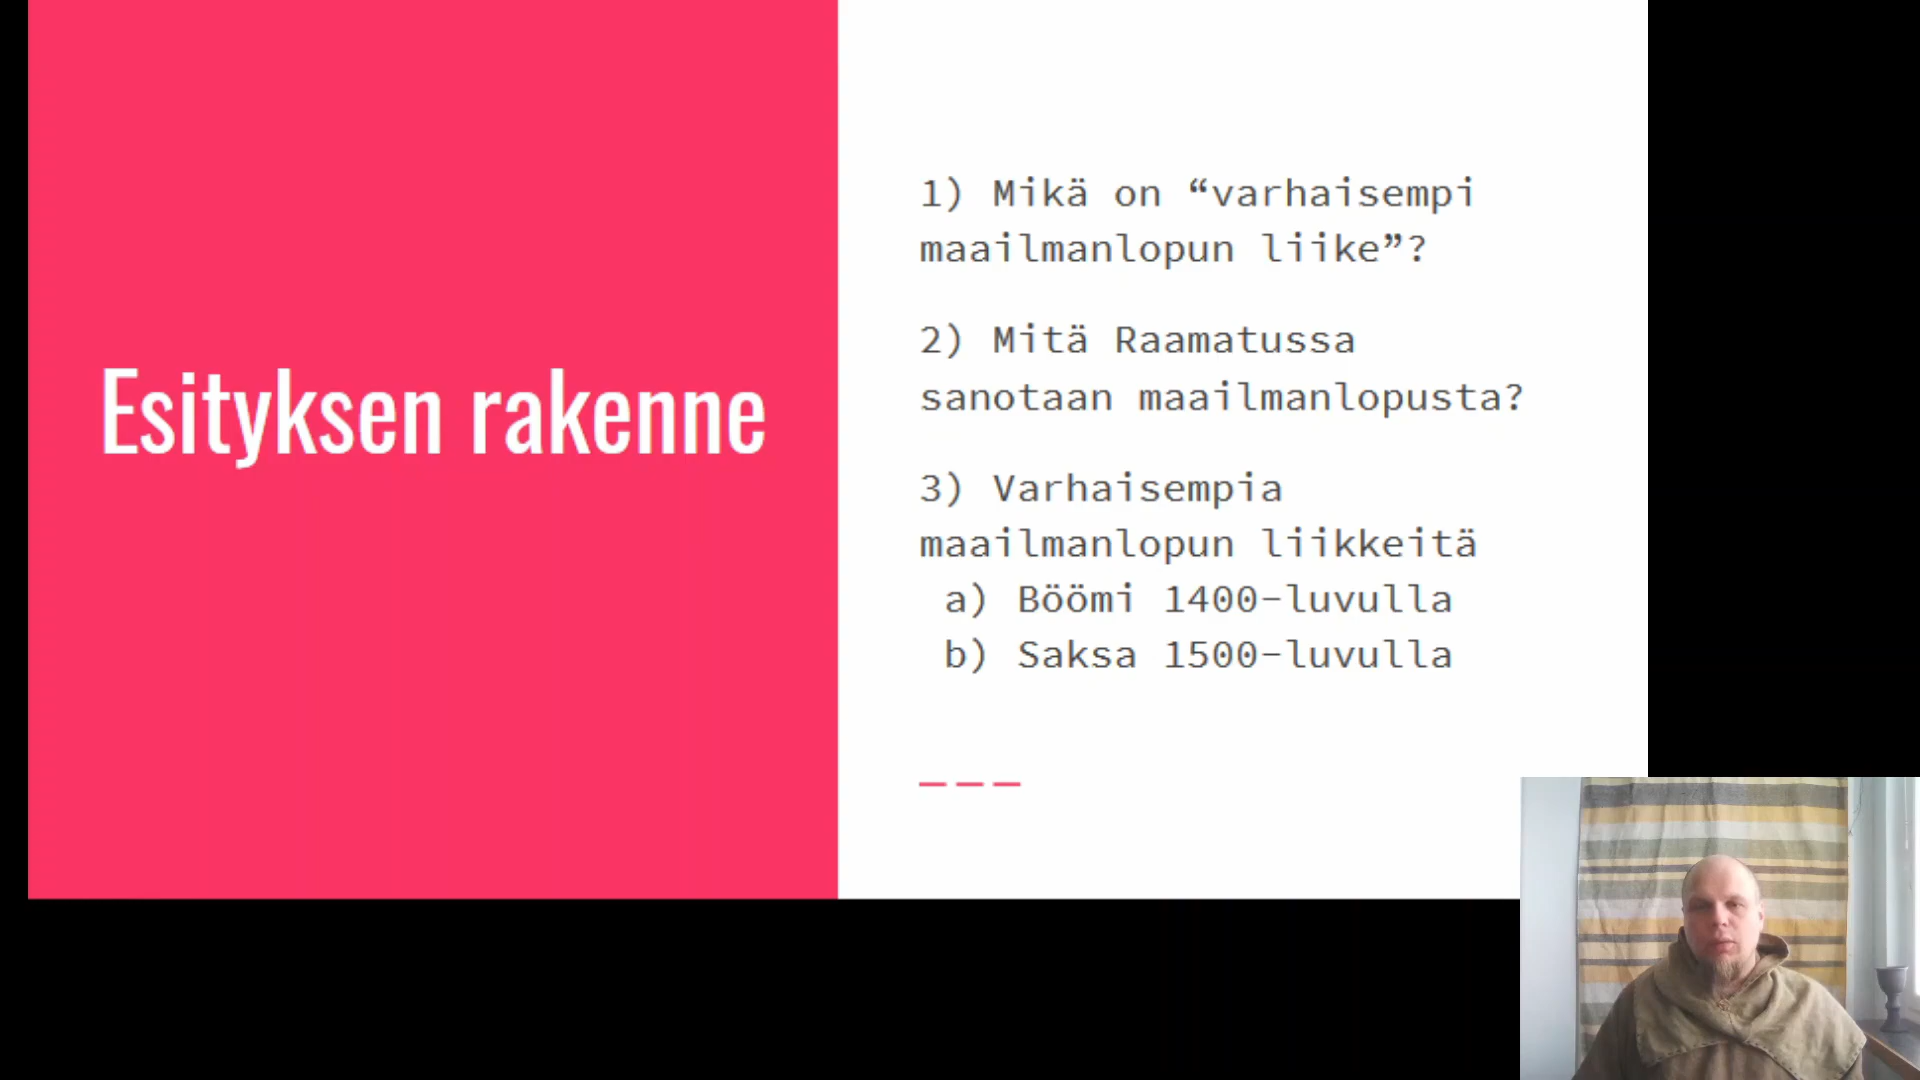 Esityksen rakenne
1) Mikä on “varhaisempi
maailmanlopun liike”?
2) Mitä Raamatussa
sanotaan maailmanlopusta?
3) Varhaisempia
maailmanlopun liikkeitä
a) Böömi 1400-luvulla
b) Saksa 1500-luvulla